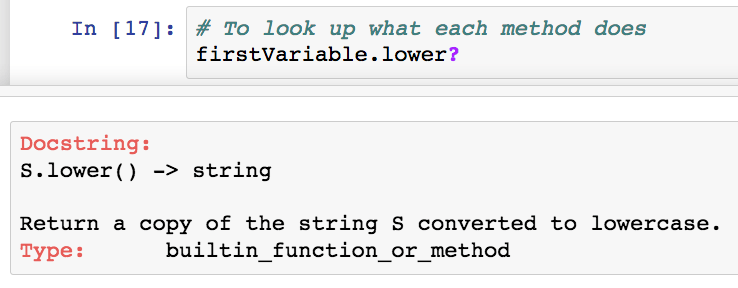 In [17]: # To look up what each method does
firstVariable.lower?
Docstring:
S.lower() -> string
Return a copy of the string S converted to lowercase.
Type: builtin_function_or_method